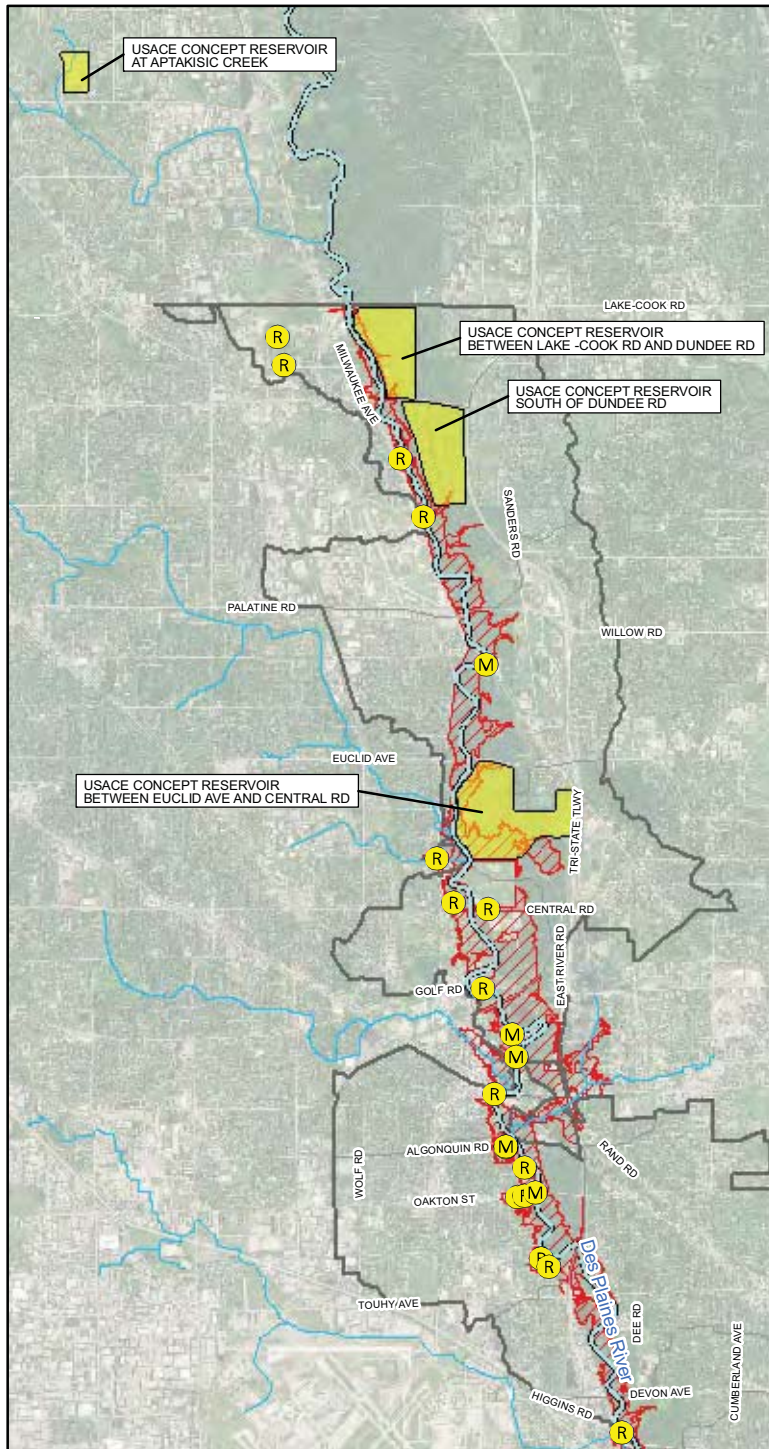 USACE CONCEPT RESERVOIR
AT APTAKISIC CREEK
LAKE-COOK RD
USACE CONCEPT RESERVOIR
BETWEEN LAKE -COOK RD AND DUNDEE RD
R
R
MILWAUKEE AVE
USACE CONCEPT RESERVOIR
SOUTH OF DUNDEE RD
R
R
SANDERS RD
PALATINE RD
WILLOW RD
M
EUCLID AVE
USACE CONCEPT RESERVOIR
BETWEEN EUCLID AVE AND CENTRAL RD
TRI-STATE TLWY
R
R
R
CENTRAL RD
EAST RIVER RD
GOLF RD
R
M
M
R
ALGONQUIN RD
M
RAND RD
WOLF RD
R
OAKTON ST
R
M
R
R
Des Plaines River
TOUHY AVE
DEE RD
CUMBERLAND AVE
HIGGINS RD
DEVON AVE
R